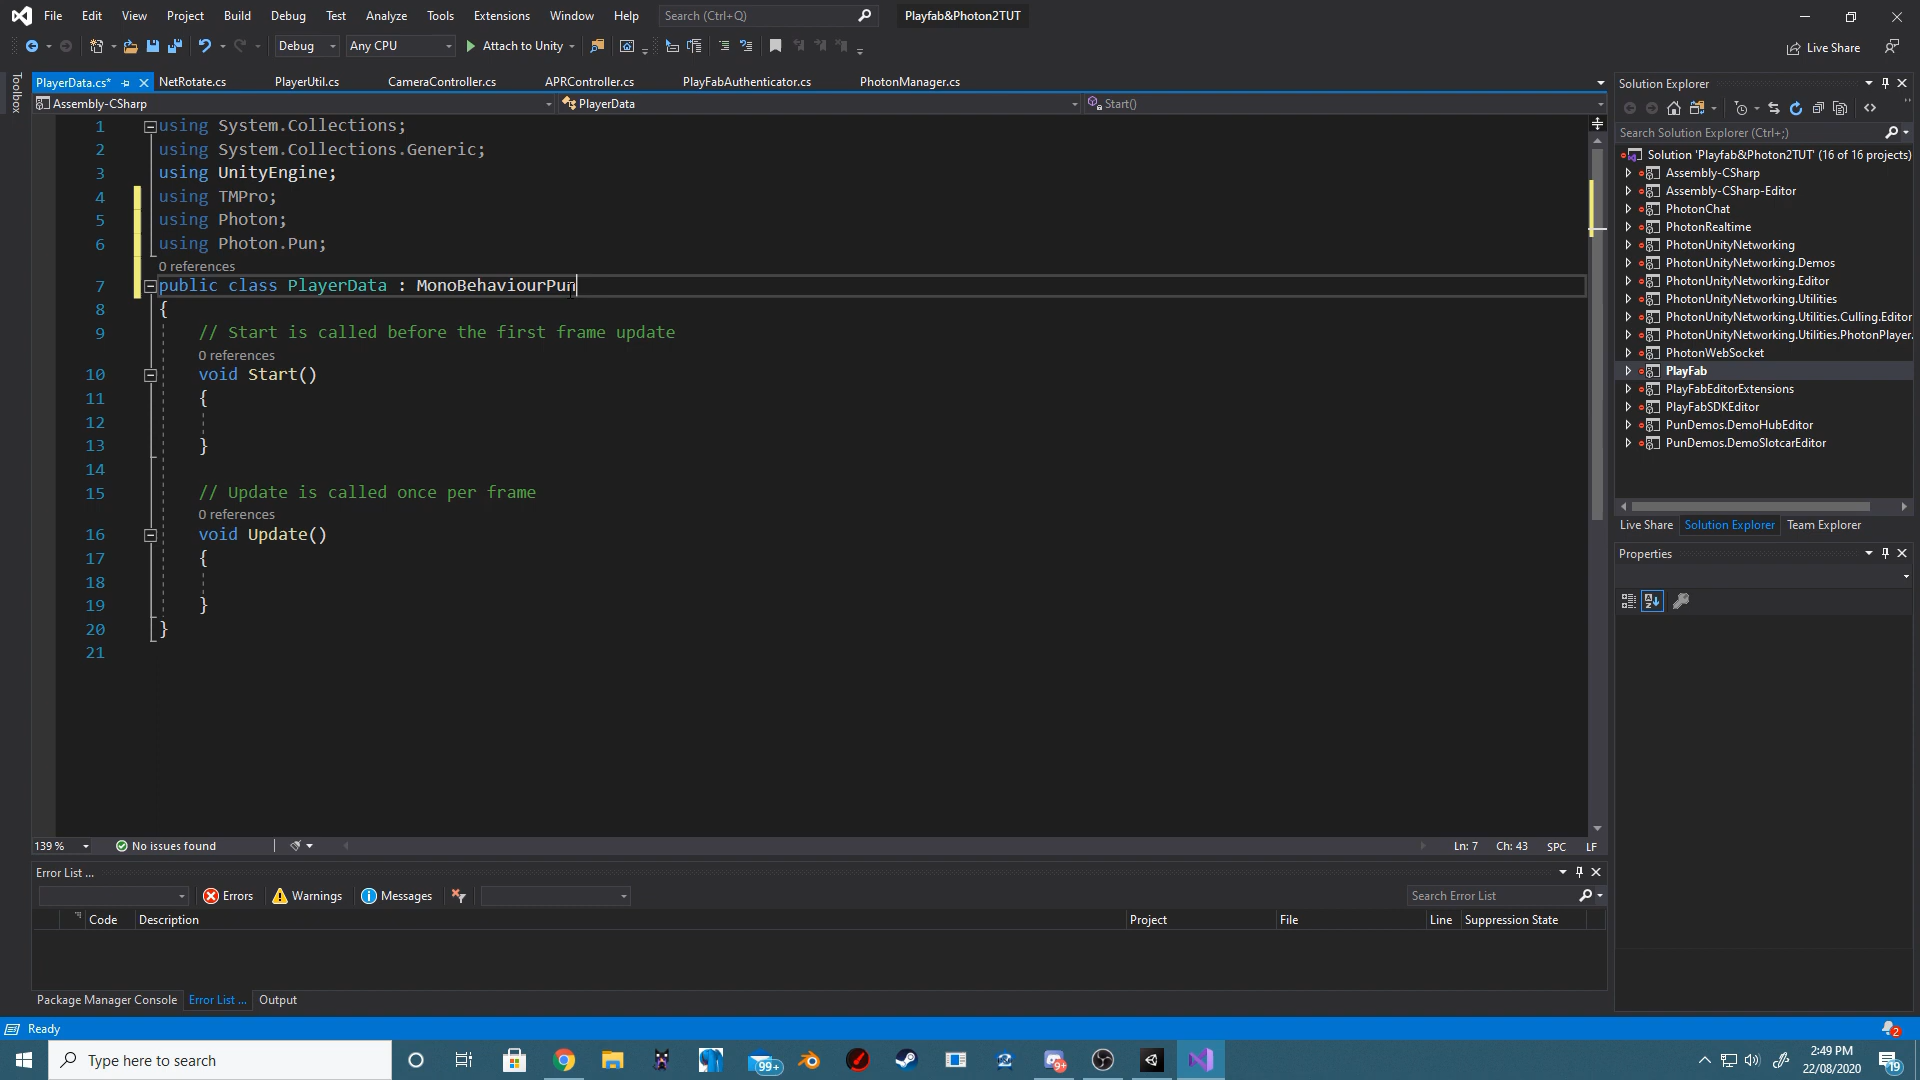 File Edit View Project Build Debug Test Analyze Tools Extensions Window Help Search (Ctrl+Q) Playfab&Photon2TUT
Debug Any CPU Attach to Unity Live Share
Toolbox
PlayerData.cs* NetRotate.cs PlayerUtil.cs CameraController.cs APRController.cs PlayFabAuthenticator.cs PhotonManager.cs
Assembly-CSharp PlayerData Start()
1 using System.Collections;
2 using System.Collections.Generic;
3 using UnityEngine;
4 using TMPro;
5 using Photon;
6 using Photon.Pun;
0 references
7 public class PlayerData : MonoBehaviourPun
8 {
9 // Start is called before the first frame update
0 references
10 void Start()
11 {
12
13 }
14
15 // Update is called once per frame
0 references
16 void Update()
17 {
18
19 }
20 }
21
139 % No issues found Ln: 7 Ch: 43 SPC LF
Error List ...
Errors Warnings Messages Search Error List
Code Description Project File Line Suppression State
Package Manager Console Error List ... Output
Solution Explorer
Search Solution Explorer (Ctrl+;)
Solution 'Playfab&Photon2TUT' (16 of 16 projects)
Assembly-CSharp
Assembly-CSharp-Editor
PhotonChat
PhotonRealtime
PhotonUnityNetworking
PhotonUnityNetworking.Demos
PhotonUnityNetworking.Editor
PhotonUnityNetworking.Utilities
PhotonUnityNetworking.Utilities.Culling.Editor
PhotonUnityNetworking.Utilities.PhotonPlayer.
PhotonWebSocket
PlayFab
PlayFabEditorExtensions
PlayFabSDKEditor
PunDemos.DemoHubEditor
PunDemos.DemoSlotcarEditor
Live Share Solution Explorer Team Explorer
Properties
Ready 2
Type here to search 99+ 9+ 2:49 PM
22/08/2020 19